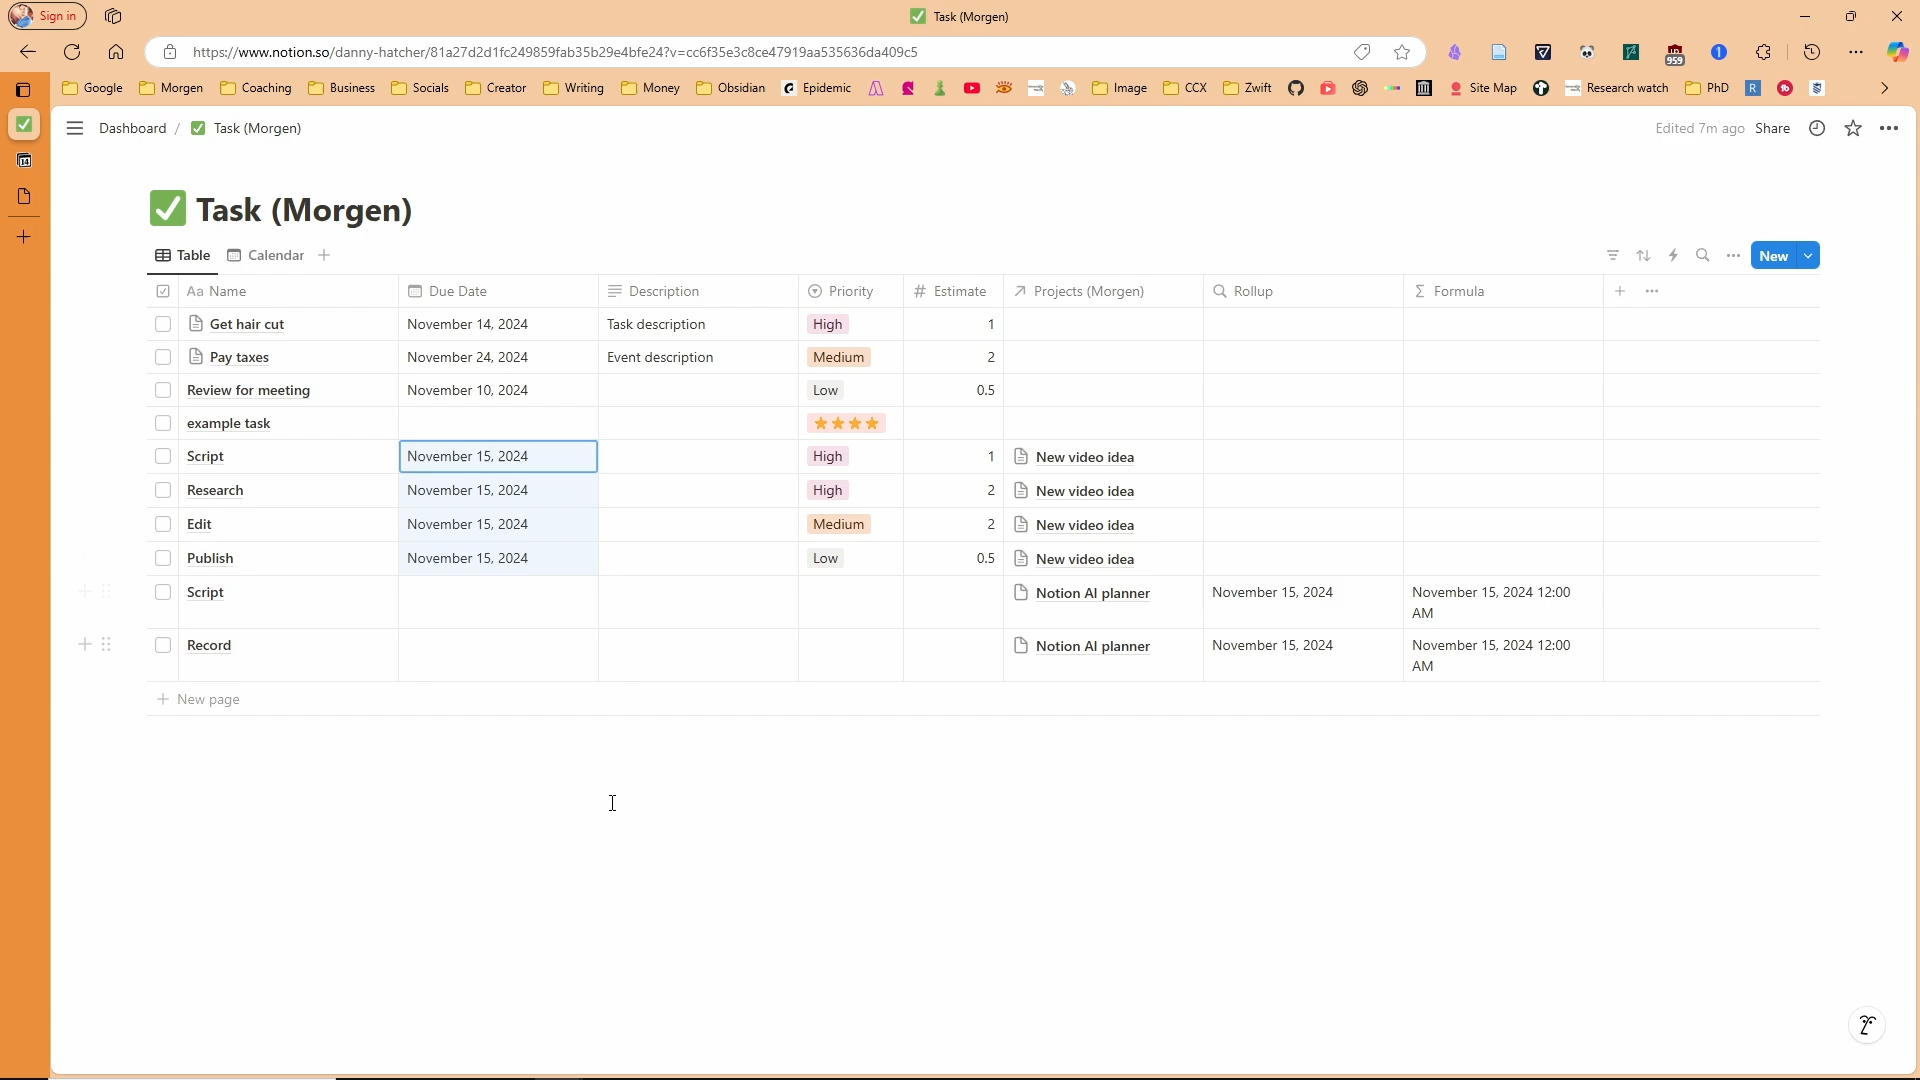 Sign in
Task (Morgen)
https://www.notion.so/danny-hatcher/81a27d2d1fc249859fab35b29e4bfe24?v=cc6f35e3c8ce47919aa535636da409c5
959
Google Morgen Coaching Business Socials Creator Writing Money Obsidian Epidemic Image CCX Zwift Site Map Research watch PhD R
14
Dashboard / Task (Morgen)
Edited 7m ago Share
Task (Morgen)
Table Calendar
New
Aa Name Due Date Description Priority # Estimate Projects (Morgen) Rollup Σ Formula
Get hair cut November 14, 2024 Task description High 1
Pay taxes November 24, 2024 Event description Medium 2
Review for meeting November 10, 2024 Low 0.5
example task ⭐⭐⭐⭐
Script November 15, 2024 High 1 New video idea
Research November 15, 2024 High 2 New video idea
Edit November 15, 2024 Medium 2 New video idea
Publish November 15, 2024 Low 0.5 New video idea
Script Notion AI planner November 15, 2024 November 15, 2024 12:00
AM
Record Notion AI planner November 15, 2024 November 15, 2024 12:00
AM
+ New page